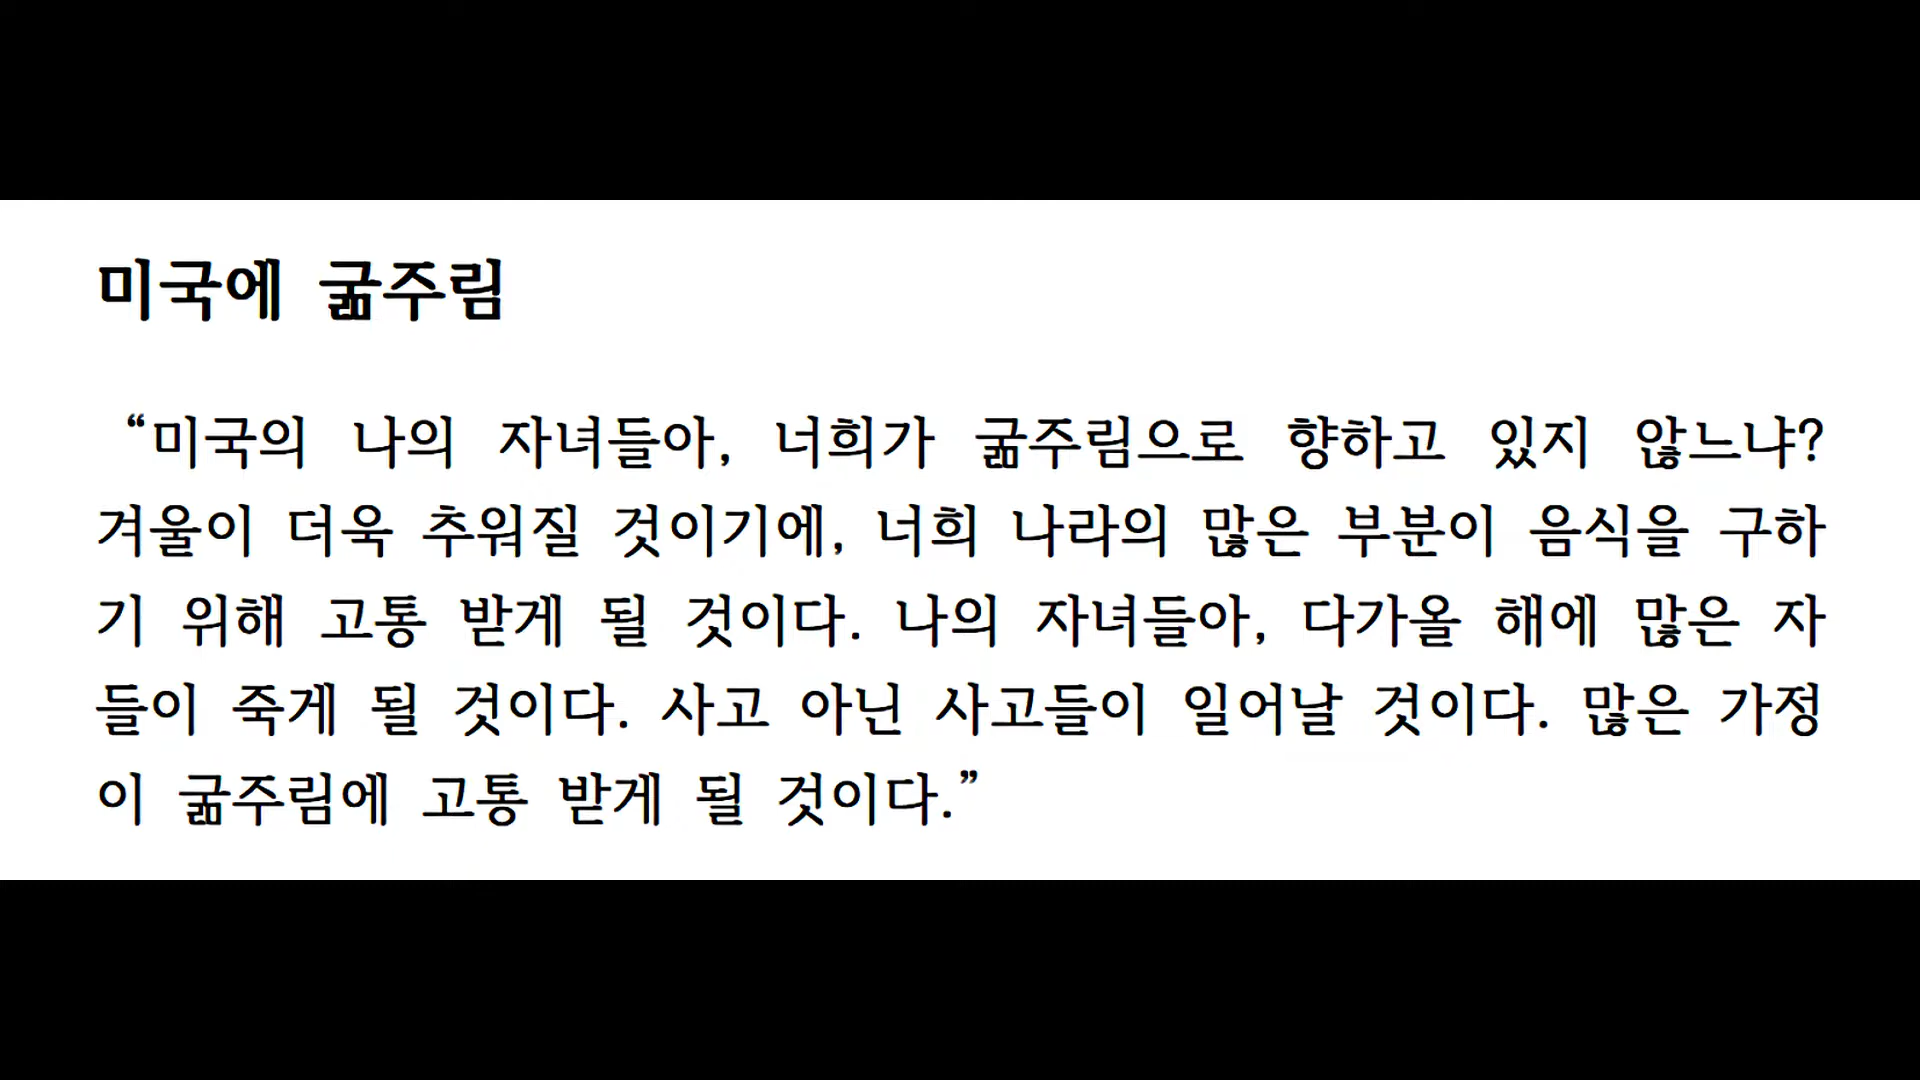 미국에 굶주림
“미국의 나의 자녀들아, 너희가 굶주림으로 향하고 있지 않느냐?
겨울이 더욱 추워질 것이기에, 너희 나라의 많은 부분이 음식을 구하
기 위해 고통 받게 될 것이다. 나의 자녀들아, 다가올 해에 많은 자
들이 죽게 될 것이다. 사고 아닌 사고들이 일어날 것이다. 많은 가정
이 굶주림에 고통 받게 될 것이다.”